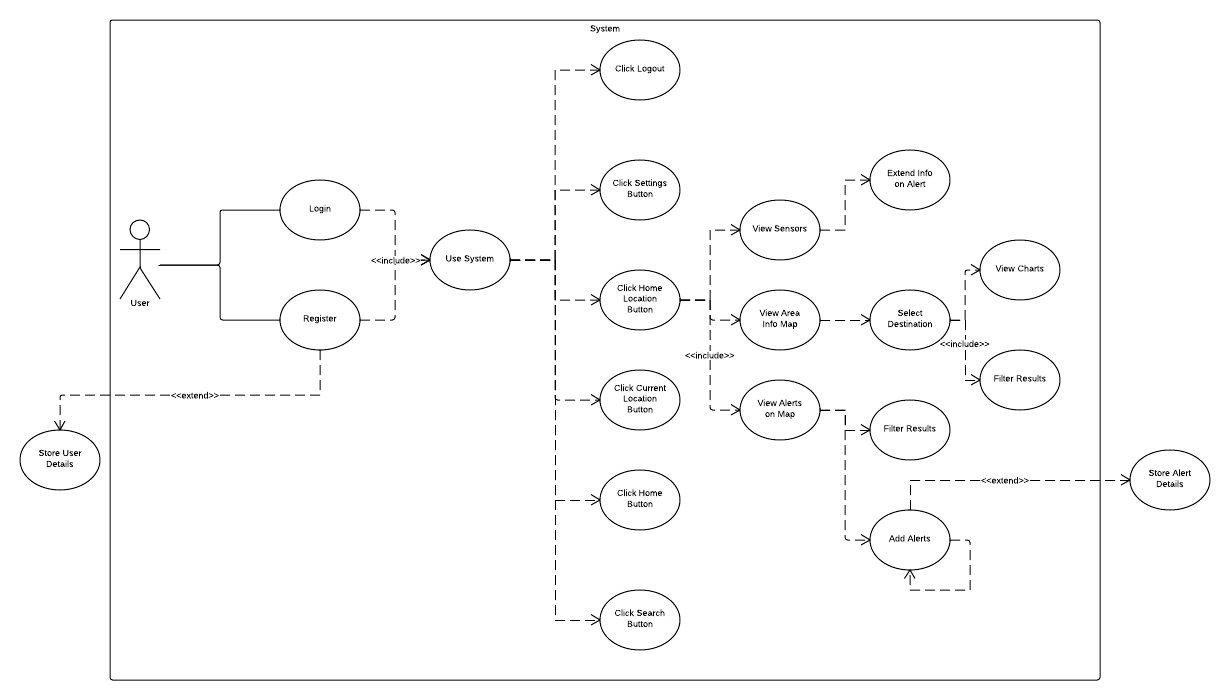 System
Click Logout
Click Settings
Button
Extend Info
on Alert
Login
View Sensors
<<include>>
Use System
User
Click Home
Location
Button
View Charts
Register
View Area
Info Map
Select
Destination
<<include>>
<<include>>
Filter Results
<<extend>>
Click Current
Location
Button
View Alerts
on Map
Filter Results
Store User
Details
<<extend>>
Store Alert
Details
Click Home
Button
Add Alerts
Click Search
Button